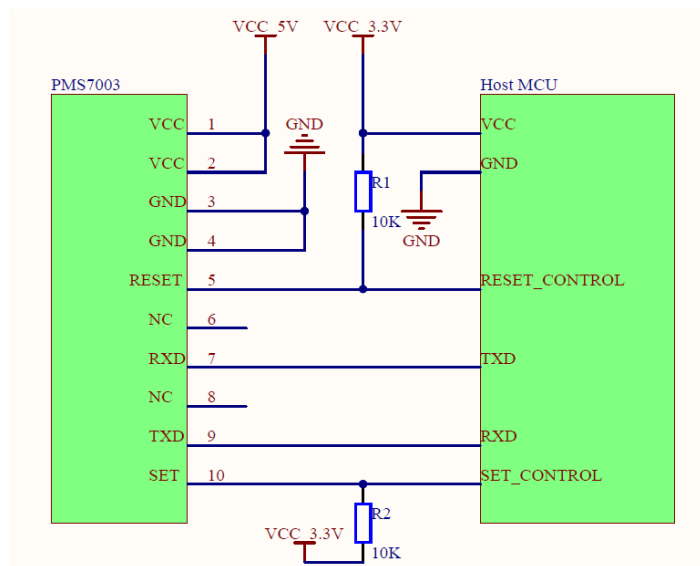 VCC_5V VCC_3.3V
PMS7003 Host MCU
VCC 1 GND VCC
VCC 2 GND
GND 3 R1
10K
GND 4 GND
RESET 5 RESET_CONTROL
NC 6
RXD 7 TXD
NC 8
TXD 9 RXD
SET 10 SET_CONTROL
R2
VCC_3.3V
10K